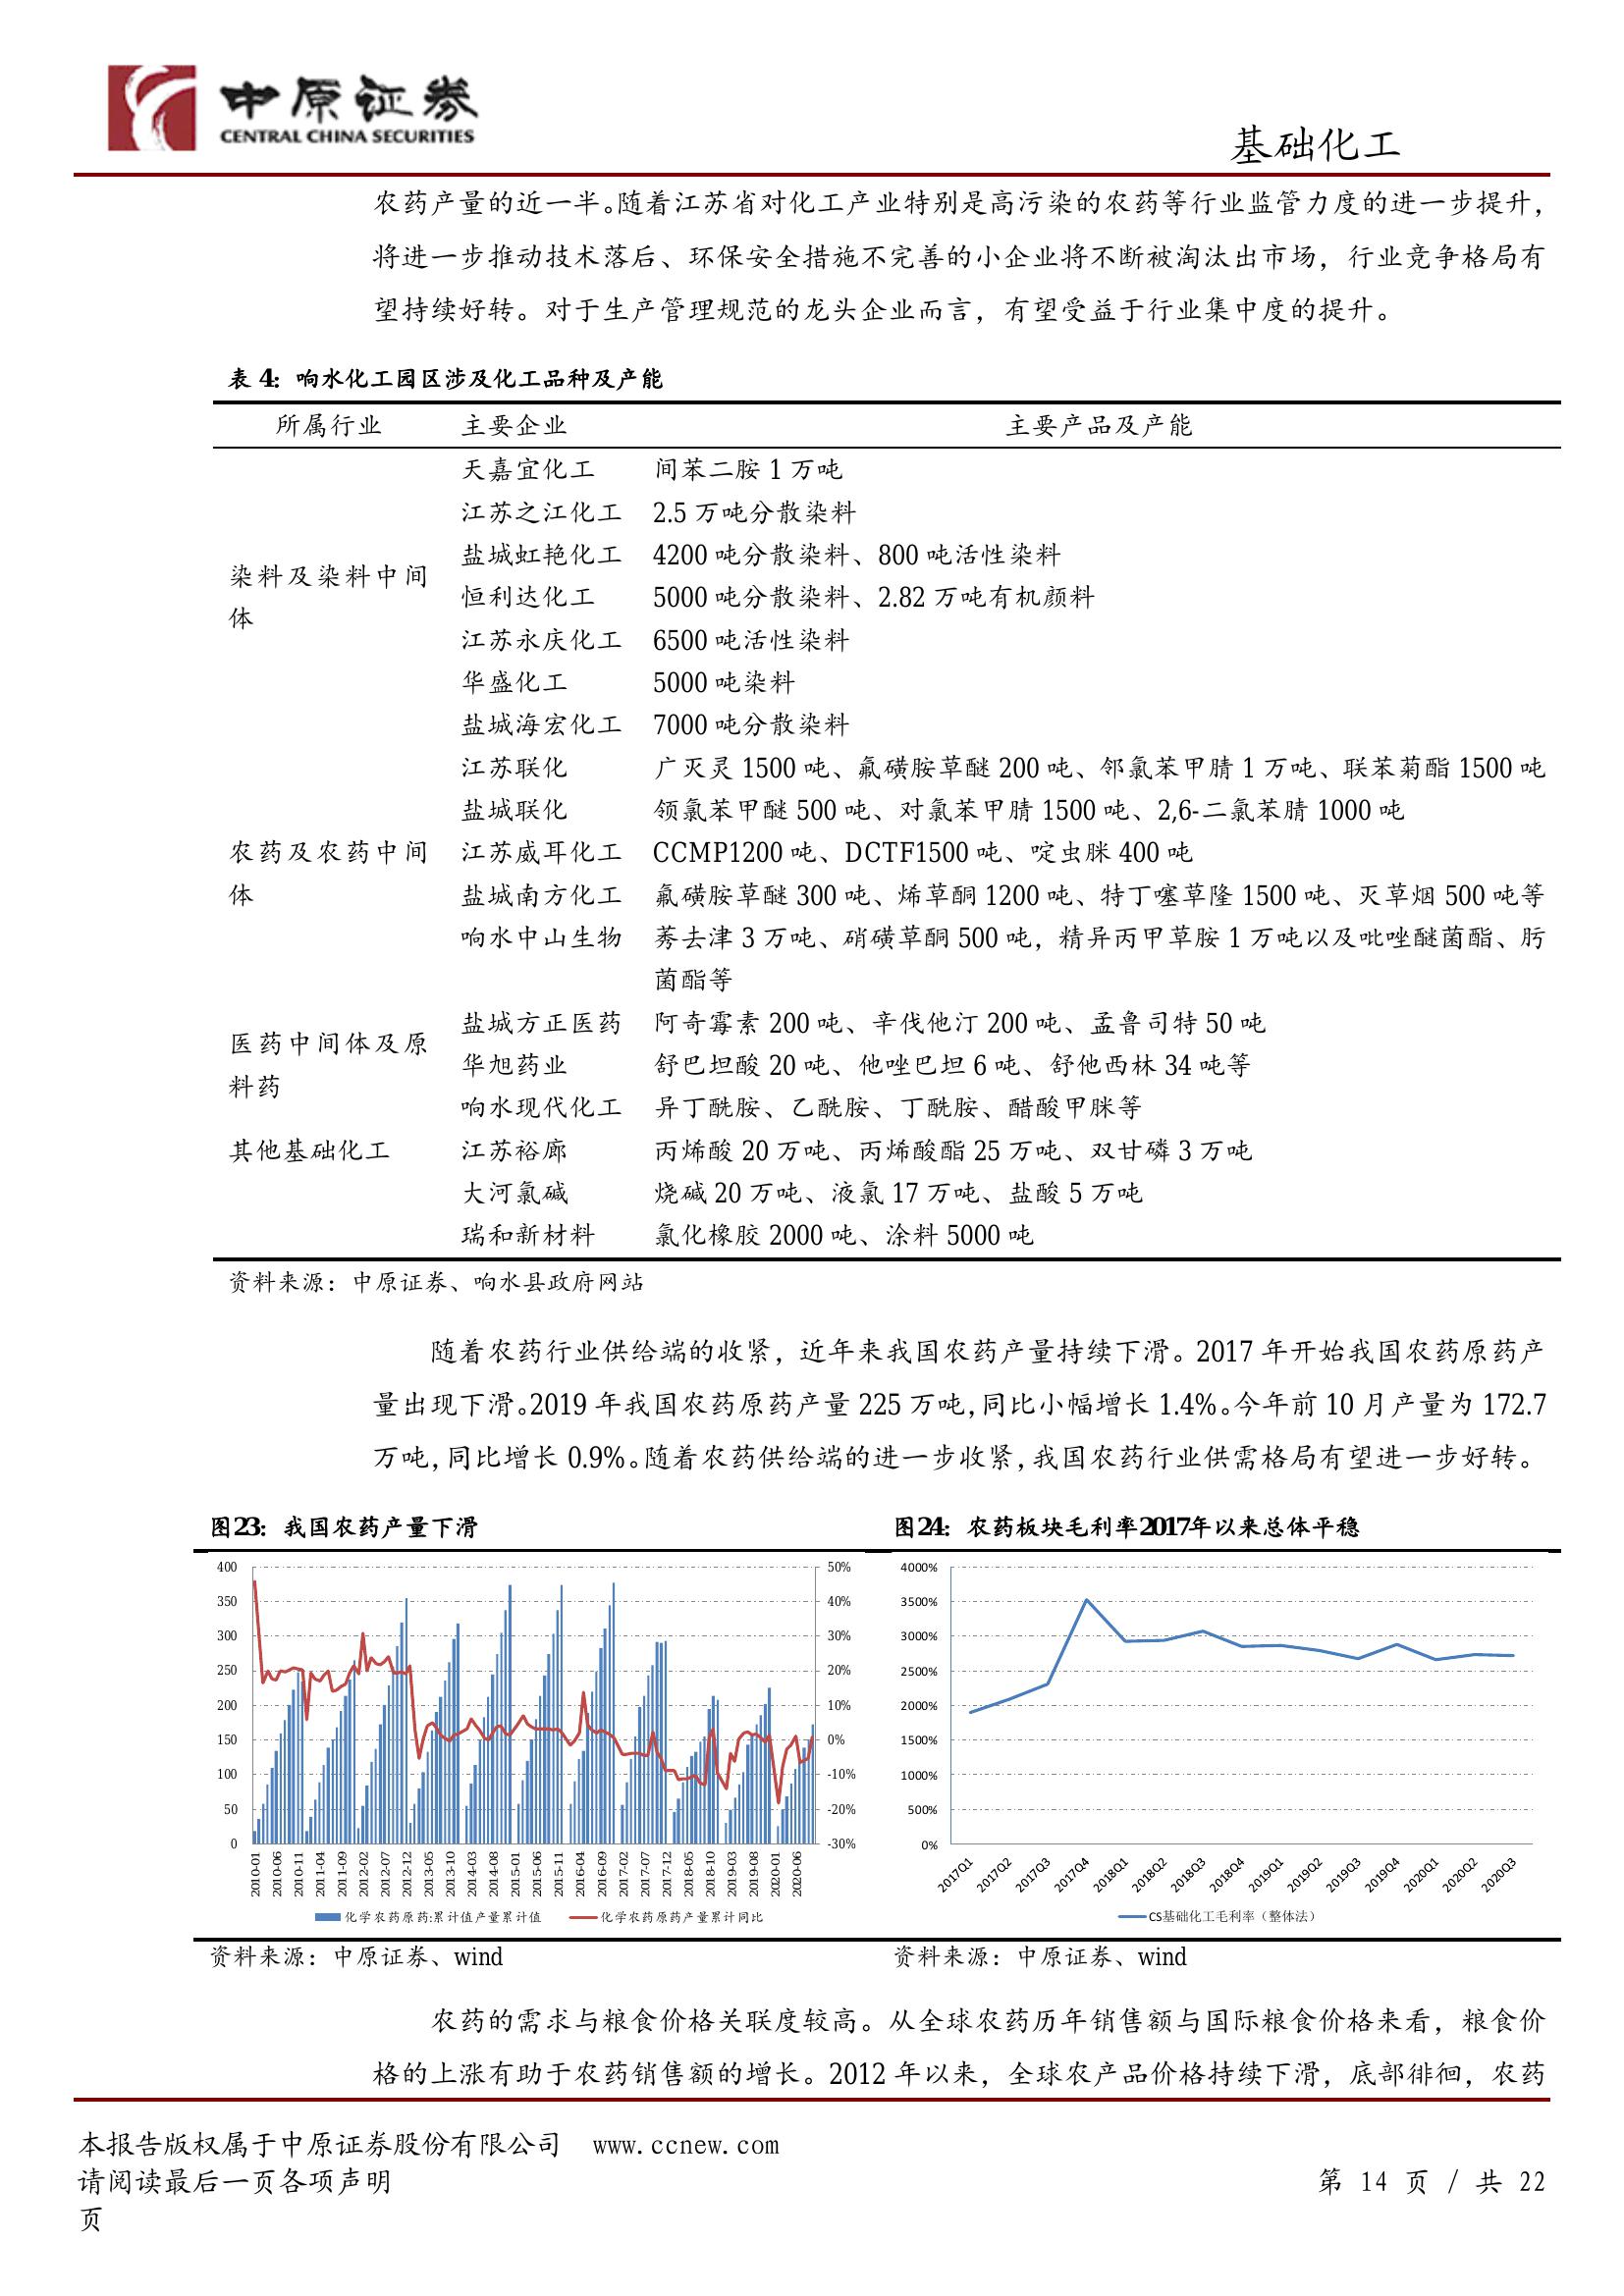 中原证券
CENTRAL CHINA SECURITIES
基础化工
农药产量的近一半。随着江苏省对化工产业特别是高污染的农药等行业监管力度的进一步提升，
将进一步推动技术落后、环保安全措施不完善的小企业将不断被淘汰出市场，行业竞争格局有
望持续好转。对于生产管理规范的龙头企业而言，有望受益于行业集中度的提升。
表 4：响水化工园区涉及化工品种及产能
所属行业 主要企业 主要产品及产能
染料及染料中间
体
天嘉宜化工 间苯二胺 1 万吨
江苏之江化工 2.5 万吨分散染料
盐城虹艳化工 4200 吨分散染料、800 吨活性染料
恒利达化工 5000 吨分散染料、2.82 万吨有机颜料
江苏永庆化工 6500 吨活性染料
华盛化工 5000 吨染料
盐城海宏化工 7000 吨分散染料
农药及农药中间
体
江苏联化 广灭灵 1500 吨、氟磺胺草醚 200 吨、邻氯苯甲腈 1 万吨、联苯菊酯 1500 吨
盐城联化 领氯苯甲醚 500 吨、对氯苯甲腈 1500 吨、2,6-二氯苯腈 1000 吨
江苏威耳化工 CCMP1200 吨、DCTF1500 吨、啶虫脒 400 吨
盐城南方化工 氟磺胺草醚 300 吨、烯草酮 1200 吨、特丁噻草隆 1500 吨、灭草烟 500 吨等
响水中山生物 莠去津 3 万吨、硝磺草酮 500 吨，精异丙甲草胺 1 万吨以及吡唑醚菌酯、肟
菌酯等
医药中间体及原
料药
盐城方正医药 阿奇霉素 200 吨、辛伐他汀 200 吨、孟鲁司特 50 吨
华旭药业 舒巴坦酸 20 吨、他唑巴坦 6 吨、舒他西林 34 吨等
响水现代化工 异丁酰胺、乙酰胺、丁酰胺、醋酸甲脒等
其他基础化工 江苏裕廊 丙烯酸 20 万吨、丙烯酸酯 25 万吨、双甘磷 3 万吨
大河氯碱 烧碱 20 万吨、液氯 17 万吨、盐酸 5 万吨
瑞和新材料 氯化橡胶 2000 吨、涂料 5000 吨
资料来源：中原证券、响水县政府网站
随着农药行业供给端的收紧，近年来我国农药产量持续下滑。2017 年开始我国农药原药产
量出现下滑。2019 年我国农药原药产量 225 万吨，同比小幅增长 1.4%。今年前 10 月产量为 172.7
万吨，同比增长 0.9%。随着农药供给端的进一步收紧，我国农药行业供需格局有望进一步好转。
图23：我国农药产量下滑
400
350
300
250
200
150
100
50
0
50%
40%
30%
20%
10%
0%
-10%
-20%
-30%
2010-01 2010-06 2010-11 2011-04 2011-09 2012-02 2012-07 2012-12 2013-05 2013-10 2014-03 2014-08 2015-01 2015-06 2015-11 2016-04 2016-09 2017-02 2017-07 2017-12 2018-05 2018-10 2019-03 2019-08 2020-01 2020-06
化学农药原药:累计值产量累计值 化学农药原药产量累计同比
资料来源：中原证券、wind
图24：农药板块毛利率2017年以来总体平稳
4000%
3500%
3000%
2500%
2000%
1500%
1000%
500%
0%
2017Q1 2017Q2 2017Q3 2017Q4 2018Q1 2018Q2 2018Q3 2018Q4 2019Q1 2019Q2 2019Q3 2019Q4 2020Q1 2020Q2 2020Q3
CS基础化工毛利率（整体法）
资料来源：中原证券、wind
农药的需求与粮食价格关联度较高。从全球农药历年销售额与国际粮食价格来看，粮食价
格的上涨有助于农药销售额的增长。2012 年以来，全球农产品价格持续下滑，底部徘徊，农药
本报告版权属于中原证券股份有限公司 www.ccnew.com
请阅读最后一页各项声明 第 14 页 / 共 22
页